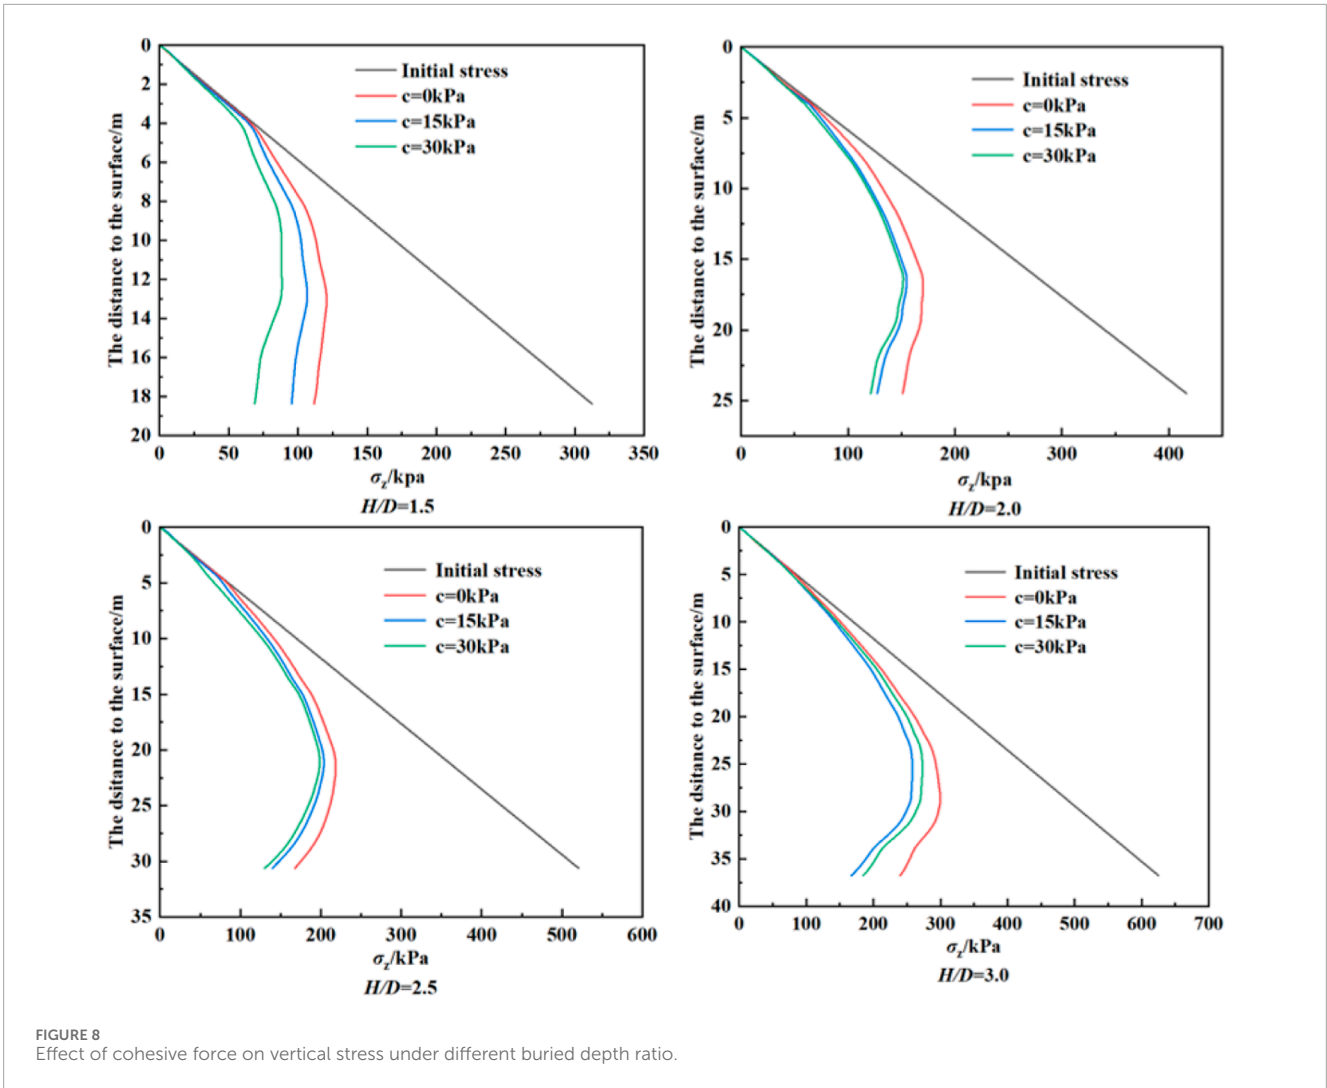 0
2
4
6
8
10
12
14
16
18
20
The distance to the surface/m
Initial stress
c=0kPa
c=15kPa
c=30kPa
0 50 100 150 200 250 300 350
σz/kpa
H/D=1.5
0
5
10
15
20
25
The distance to the surface/m
Initial stress
c=0kPa
c=15kPa
c=30kPa
0 100 200 300 400
σz/kpa
H/D=2.0
0
5
10
15
20
25
30
35
The dsitance to the surface/m
Initial stress
c=0kPa
c=15kPa
c=30kPa
0 100 200 300 400 500 600
σz/kPa
H/D=2.5
0
5
10
15
20
25
30
35
40
The dsitance to the surface/m
Initial stress
c=0kPa
c=15kPa
c=30kPa
0 100 200 300 400 500 600 700
σz/kPa
H/D=3.0
FIGURE 8
Effect of cohesive force on vertical stress under different buried depth ratio.